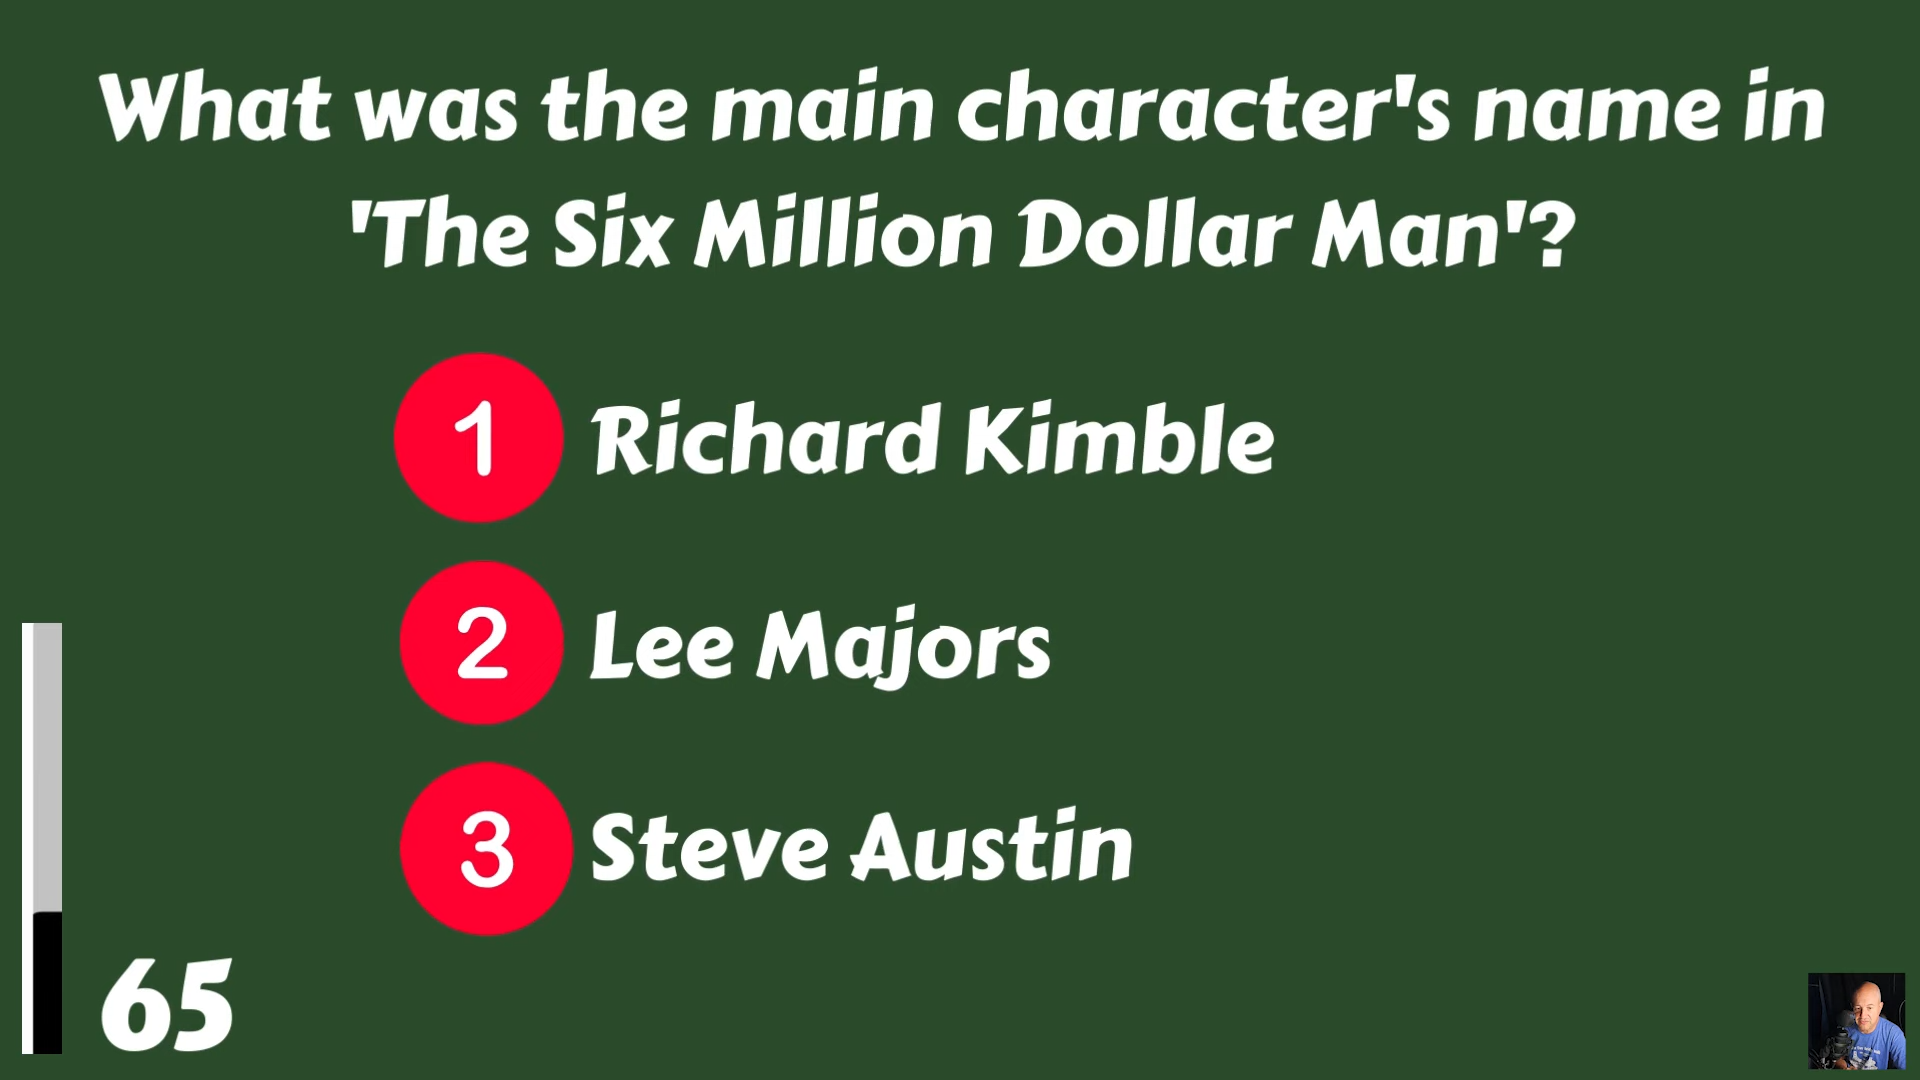 What was the main character's name in
'The Six Million Dollar Man'?
1 Richard Kimble
2 Lee Majors
3 Steve Austin
65